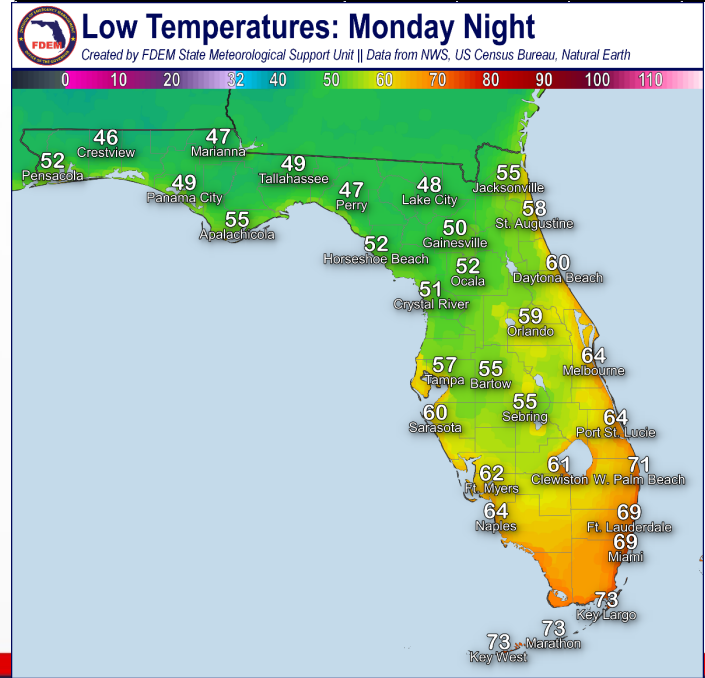 Low Temperatures: Monday Night
Created by FDEM State Meteorological Support Unit || Data from NWS, US Census Bureau, Natural Earth
FDEM
0 10 20 32 40 50 60 70 80 90 100 110
46
Crestview
47
Marianna
52
Pensacola
49
Tallahassee
49
Panama City
47
Perry
48
Lake City
55
Jacksonville
55
Apalachicola
58
St. Augustine
50
Gainesville
52
Horseshoe Beach
52
Ocala
60
Daytona Beach
51
Crystal River
59
Orlando
64
Melbourne
57
Tampa
55
Bartow
55
Sebring
60
Sarasota
64
Port St. Lucie
62
Ft. Myers
61
Clewiston
71
W. Palm Beach
64
Naples
69
Ft. Lauderdale
69
Miami
73
Key Largo
73
Marathon
73
Key West